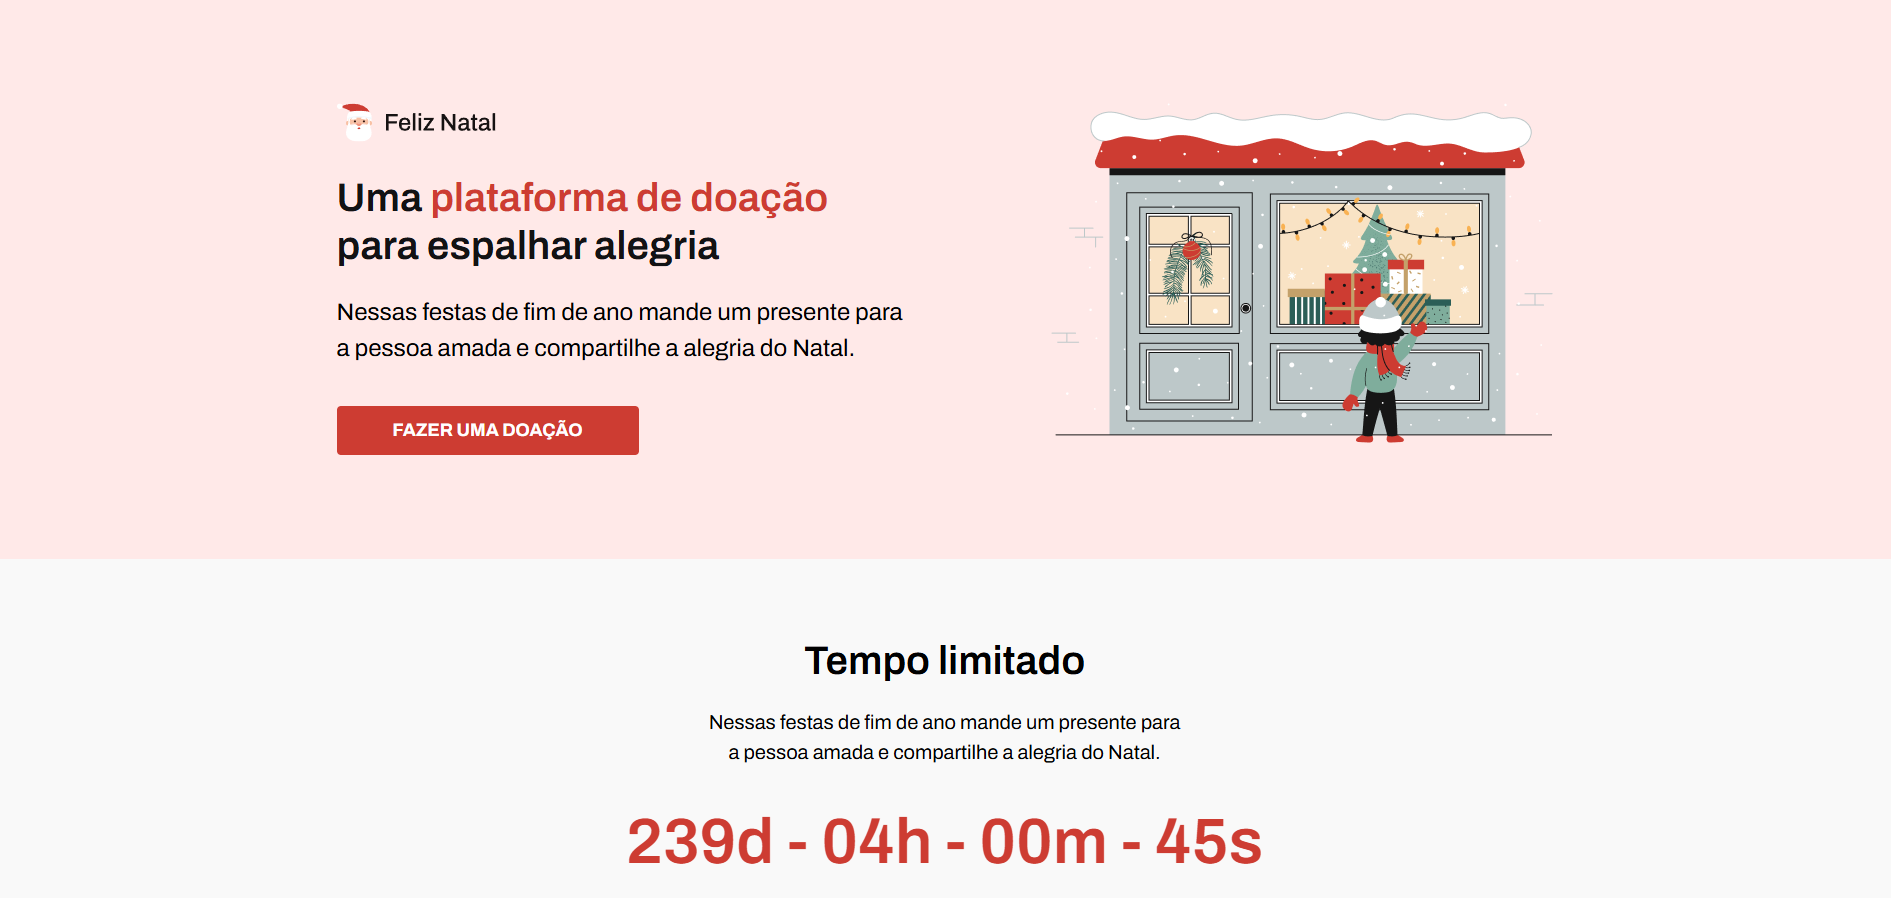 Feliz Natal
Uma plataforma de doação
para espalhar alegria
Nessas festas de fim de ano mande um presente para
a pessoa amada e compartilhe a alegria do Natal.
FAZER UMA DOAÇÃO
Tempo limitado
Nessas festas de fim de ano mande um presente para
a pessoa amada e compartilhe a alegria do Natal.
239d - 04h - 00m - 45s